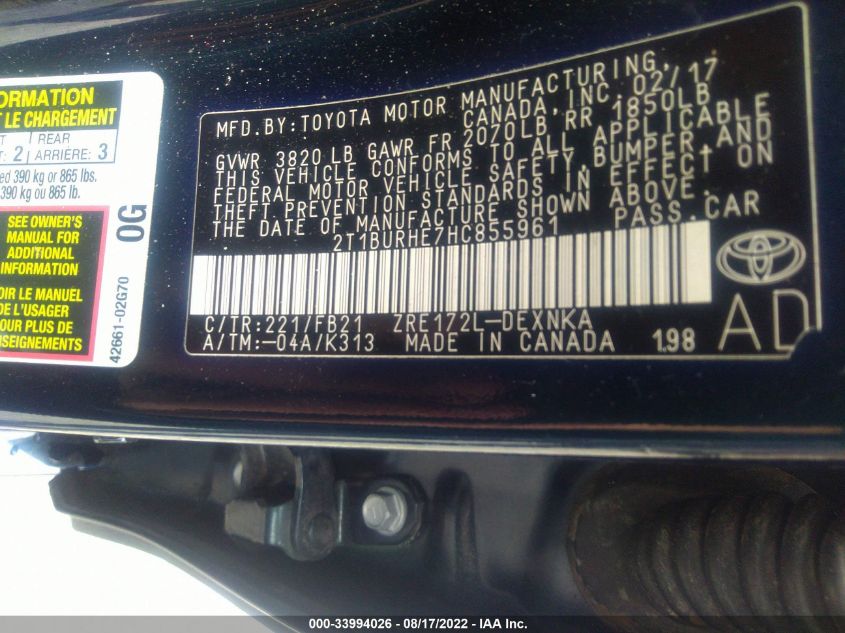 ORMATION
T LE CHARGEMENT
T REAR
: 2 ARRIÈRE: 3
ed 390 kg or 865 lbs.
390 kg ou 865 lb.
SEE OWNER'S
MANUAL FOR
ADDITIONAL
INFORMATION
OIR LE MANUEL
DE L'USAGER
POUR PLUS DE
ENSEIGNEMENTS
42661-02G70 0G
MFD.BY:TOYOTA MOTOR MANUFACTURING,
CANADA,INC. 02/17
GVWR 3820 LB GAWR FR 2070LB,RR 1850LB
THIS VEHICLE CONFORMS TO ALL APPLICABLE
FEDERAL MOTOR VEHICLE SAFETY,BUMPER,AND
THEFT PREVENTION STANDARDS IN EFFECT ON
THE DATE OF MANUFACTURE SHOWN ABOVE.
2T1BURHE7HC855961 PASS.CAR
C/TR:221/FB21 ZRE172L-DEXNKA
A/TM:-04A/K313 MADE IN CANADA 198
AD
000-33994026 - 08/17/2022 - IAA Inc.